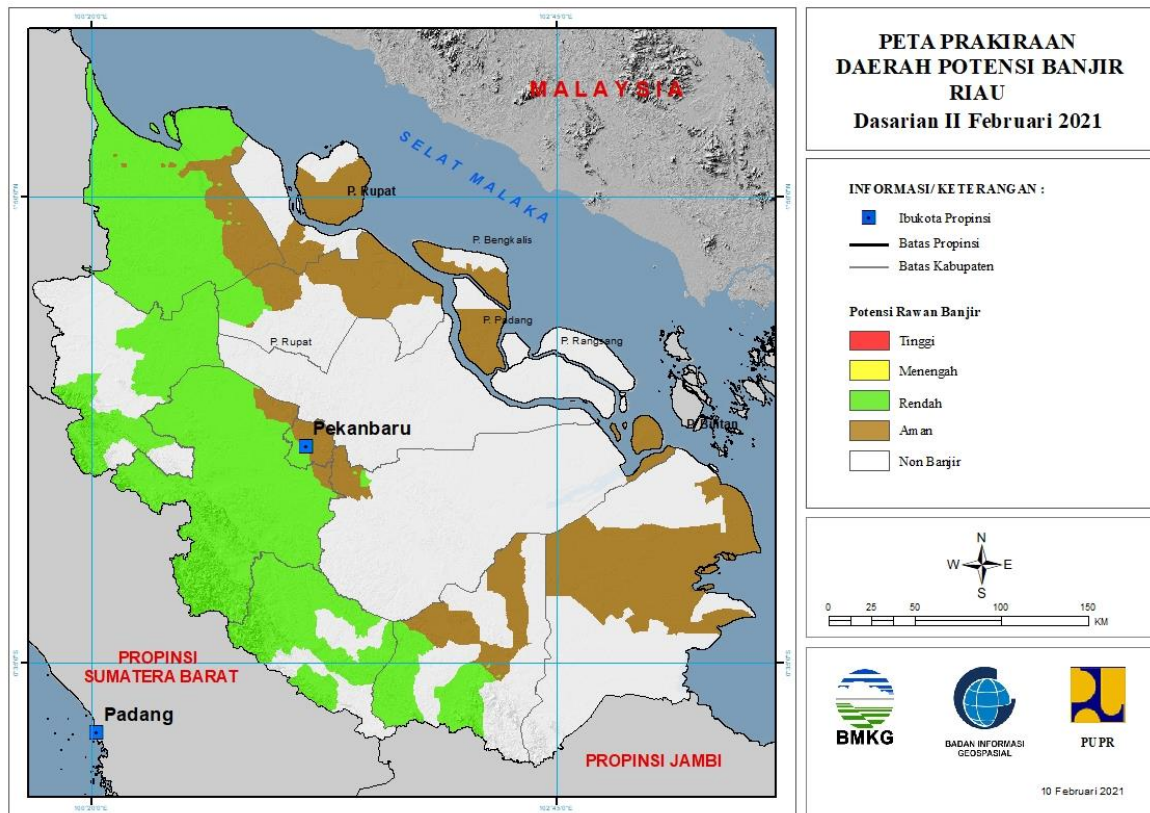 PETA PRAKIRAAN
DAERAH POTENSI BANJIR
RIAU
Dasarian II Februari 2021
INFORMASI/ KETERANGAN :
Ibukota Propinsi
Batas Propinsi
Batas Kabupaten
Potensi Rawan Banjir
Tinggi
Menengah
Rendah
Aman
Non Banjir
N
W E
S
0 25 50 100 150
KM
BMKG
BADAN INFORMASI
GEOSPASIAL
PUPR
10 Februari 2021
MALAYSIA
SELAT MALAKA
P. Rupat
P. Bengkalis
P. Padang
P. Rangsang
P. Rupat
P. Bintan
Pekanbaru
PROPINSI
SUMATERA BARAT
Padang
PROPINSI JAMBI